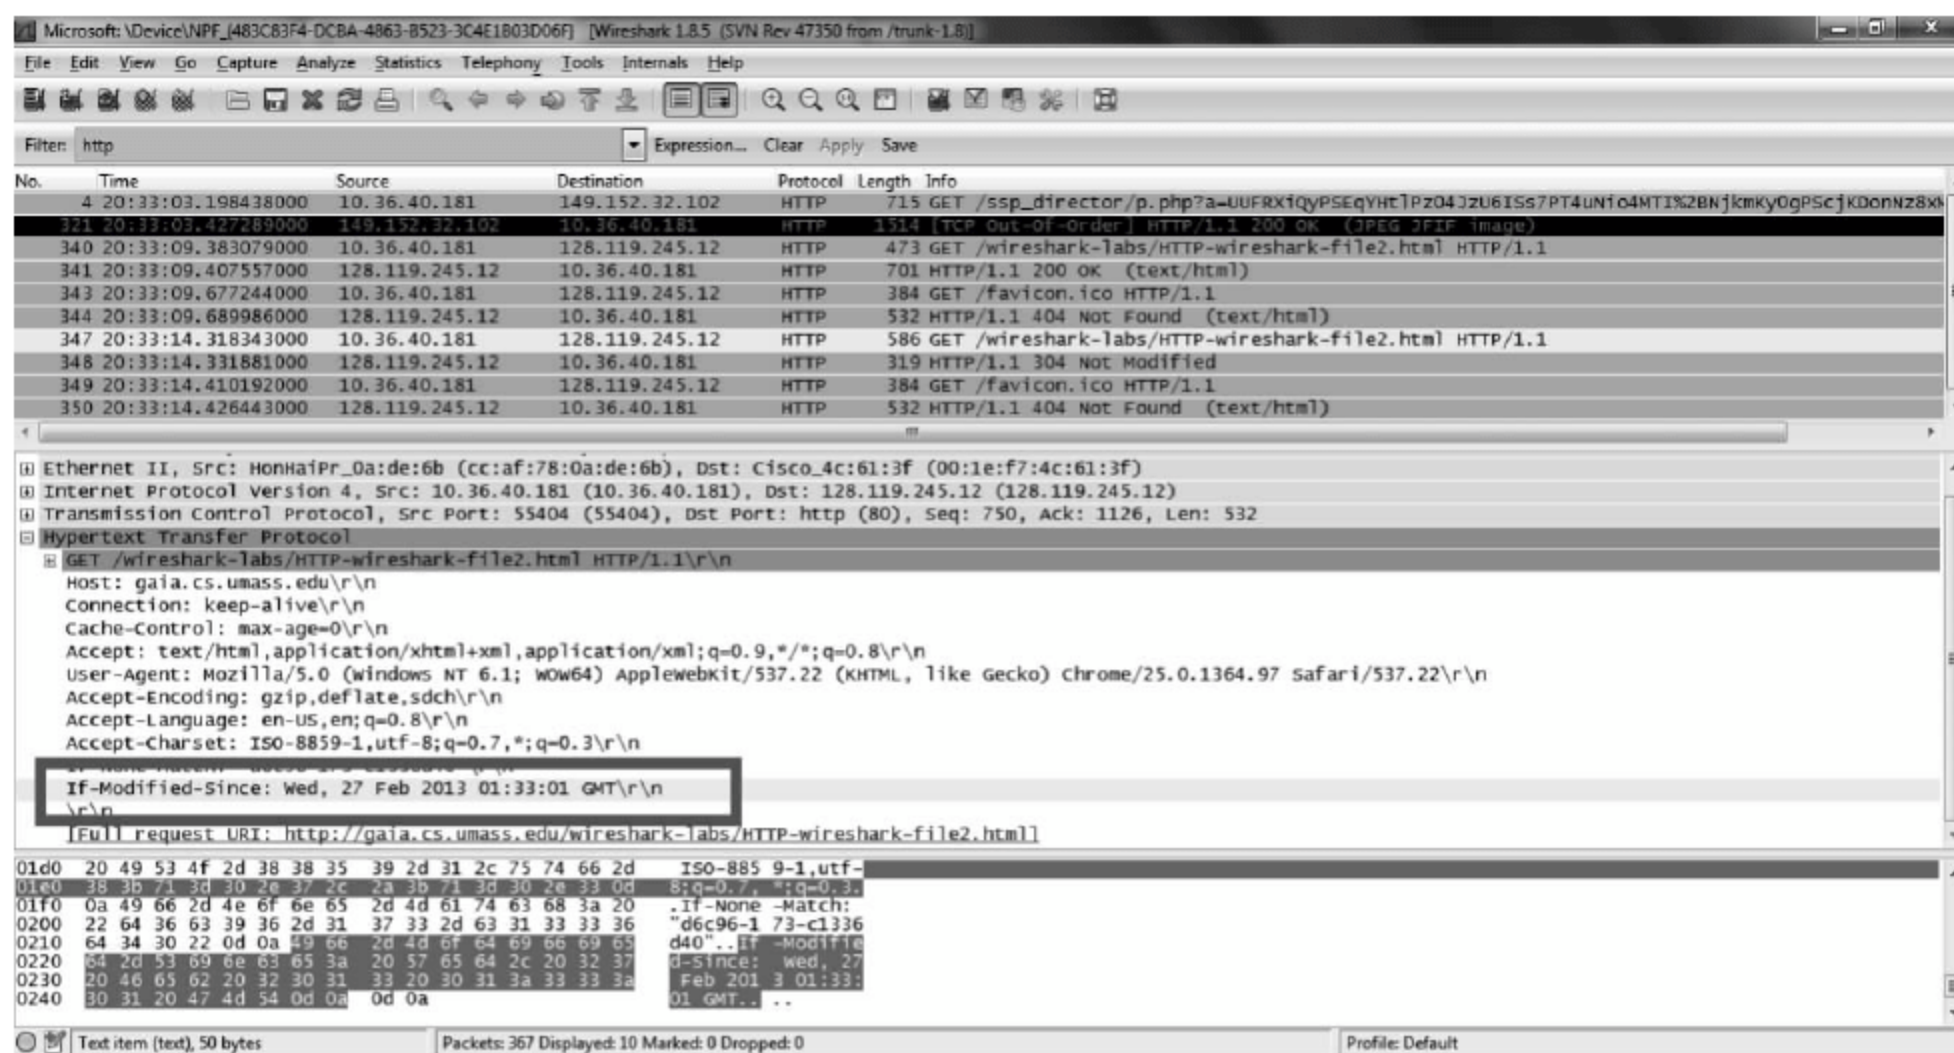 Microsoft: \Device\NPF_{483C83F4-DCBA-4863-B523-3C4E1B03D06F} [Wireshark 1.8.5 (SVN Rev 47350 from /trunk-1.8)]
File Edit View Go Capture Analyze Statistics Telephony Tools Internals Help
Filter: http Expression... Clear Apply Save
No. Time Source Destination Protocol Length Info
4 20:33:03.198438000 10.36.40.181 149.152.32.102 HTTP 715 GET
321 20:33:03.427289000 149.152.32.102 10.36.40.181 HTTP 1514 [TCP Out-Of-Order] HTTP/1.1 200 OK (JPEG JFIF image)
340 20:33:09.383079000 10.36.40.181 128.119.245.12 HTTP 473 GET /wireshark-labs/HTTP-wireshark-file2.html HTTP/1.1
341 20:33:09.407557000 128.119.245.12 10.36.40.181 HTTP 701 HTTP/1.1 200 OK (text/html)
343 20:33:09.677244000 10.36.40.181 128.119.245.12 HTTP 384 GET /favicon.ico HTTP/1.1
344 20:33:09.689986000 128.119.245.12 10.36.40.181 HTTP 532 HTTP/1.1 404 Not Found (text/html)
347 20:33:14.318343000 10.36.40.181 128.119.245.12 HTTP 586 GET /wireshark-labs/HTTP-wireshark-file2.html HTTP/1.1
348 20:33:14.331881000 128.119.245.12 10.36.40.181 HTTP 319 HTTP/1.1 304 Not Modified
349 20:33:14.410192000 10.36.40.181 128.119.245.12 HTTP 384 GET /favicon.ico HTTP/1.1
350 20:33:14.426443000 128.119.245.12 10.36.40.181 HTTP 532 HTTP/1.1 404 Not Found (text/html)
Ethernet II, Src: HonHaiPr_0a:de:6b (cc:af:78:0a:de:6b), Dst: Cisco_4c:61:3f (00:1e:f7:4c:61:3f)
Internet Protocol Version 4, Src: 10.36.40.181 (10.36.40.181), Dst: 128.119.245.12 (128.119.245.12)
Transmission Control Protocol, Src Port: 55404 (55404), Dst Port: http (80), Seq: 750, Ack: 1126, Len: 532
Hypertext Transfer Protocol
GET /wireshark-labs/HTTP-wireshark-file2.html HTTP/1.1\r\n
Host: gaia.cs.umass.edu\r\n
Connection: keep-alive\r\n
Cache-Control: max-age=0\r\n
Accept: text/html,application/xhtml+xml,application/xml;q=0.9,*/*;q=0.8\r\n
User-Agent: Mozilla/5.0 (Windows NT 6.1; WOW64) AppleWebKit/537.22 (KHTML, like Gecko) Chrome/25.0.1364.97 Safari/537.22\r\n
Accept-Encoding: gzip,deflate,sdch\r\n
Accept-Language: en-US,en;q=0.8\r\n
Accept-Charset: ISO-8859-1,utf-8;q=0.7,*;q=0.3\r\n
If-Modified-Since: Wed, 27 Feb 2013 01:33:01 GMT\r\n
\r\n
[Full request URI: http://gaia.cs.umass.edu/wireshark-labs/HTTP-wireshark-file2.html]
01d0 20 49 53 4f 2d 38 38 35 39 2d 31 2c 75 74 66 2d ISO-885 9-1,utf-
01e0 38 3b 71 3d 30 2e 37 2c 2a 3b 71 3d 30 2e 33 0d 8;q=0.7, *;q=0.3.
01f0 0a 49 66 2d 4e 6f 6e 65 2d 4d 61 74 63 68 3a 20 .If-None -Match:
0200 22 64 36 63 39 36 2d 31 37 33 2d 63 31 33 33 36 "d6c96-1 73-c1336
0210 64 34 30 22 0d 0a 49 66 2d 4d 6f 64 69 66 69 65 d40"..If -Modifie
0220 64 2d 53 69 6e 63 65 3a 20 57 65 64 2c 20 32 37 d-Since: Wed, 27
0230 20 46 65 62 20 32 30 31 33 20 30 31 3a 33 33 3a Feb 201 3 01:33:
0240 30 31 20 47 4d 54 0d 0a 0d 0a 01 GMT.. ..
Text item (text), 50 bytes Packets: 367 Displayed: 10 Marked: 0 Dropped: 0 Profile: Default